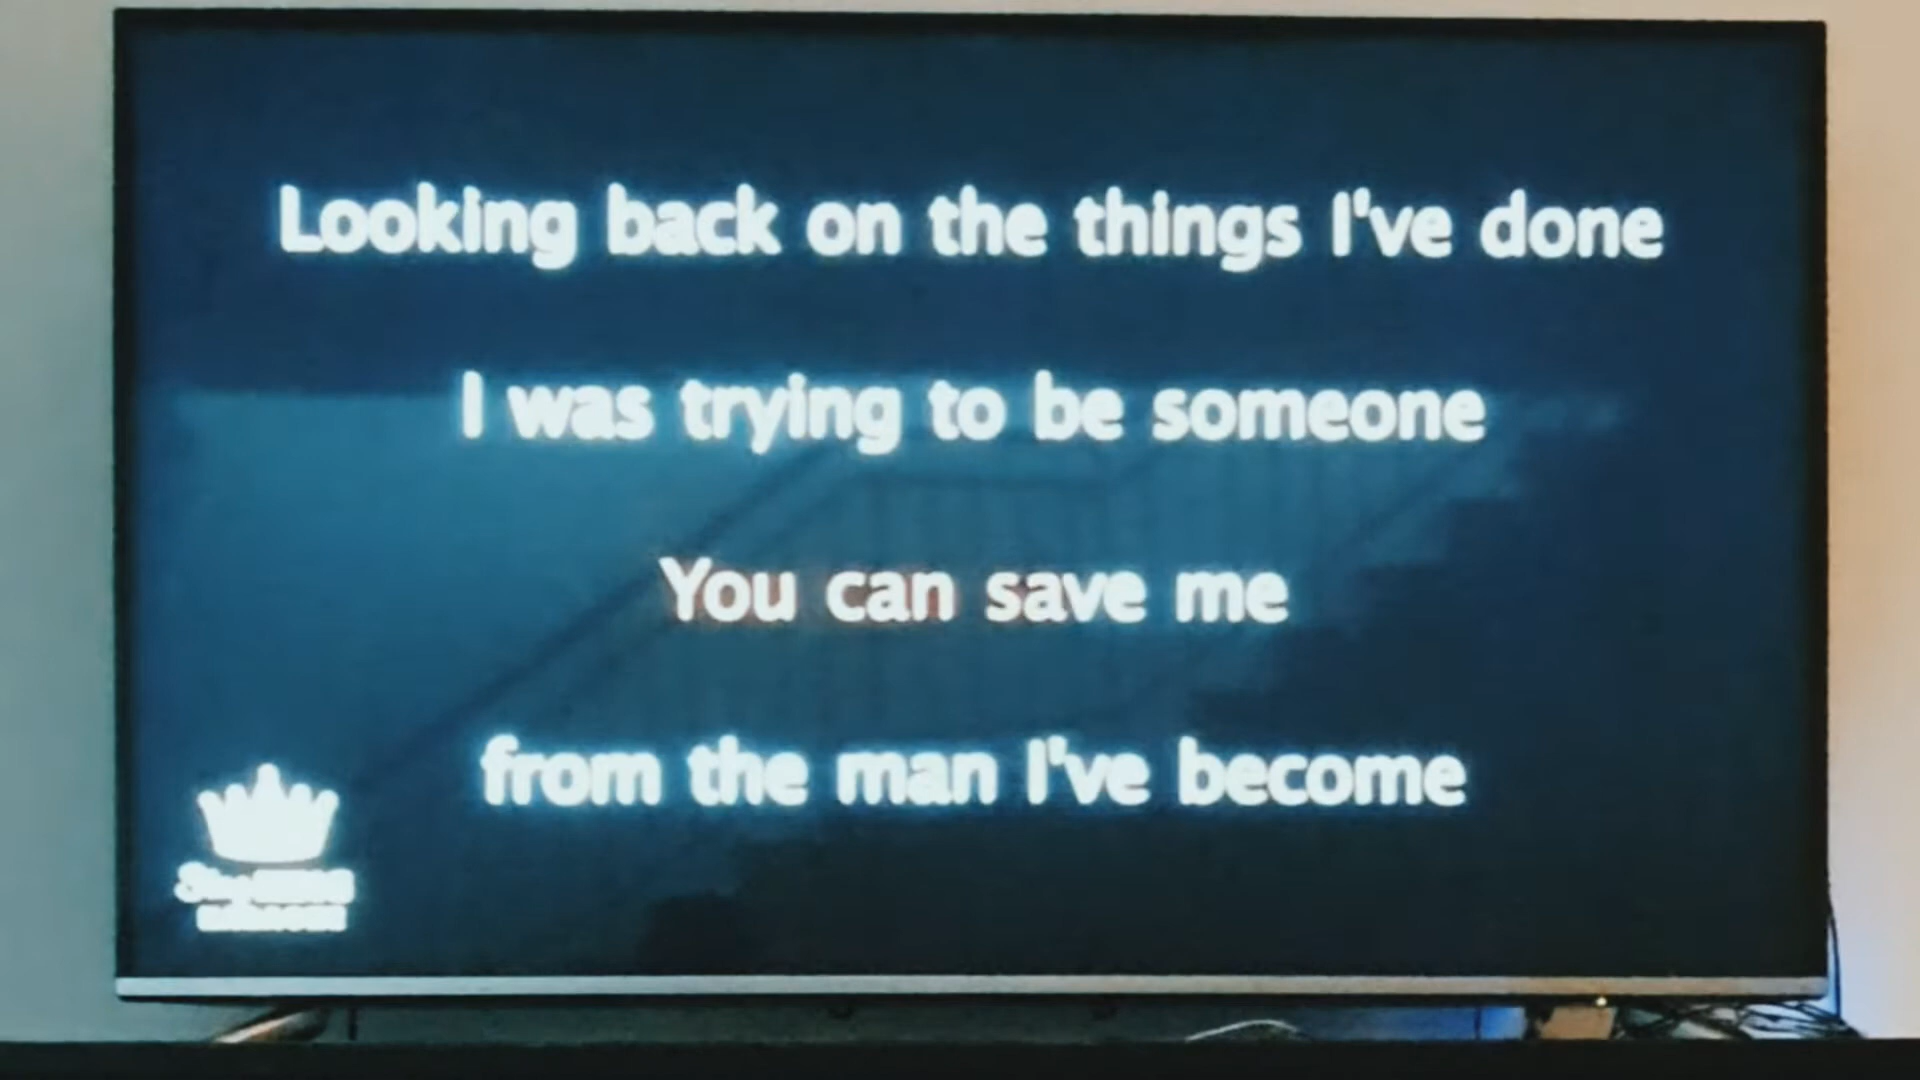 Looking back on the things I've done
I was trying to be someone
You can save me
from the man I've become